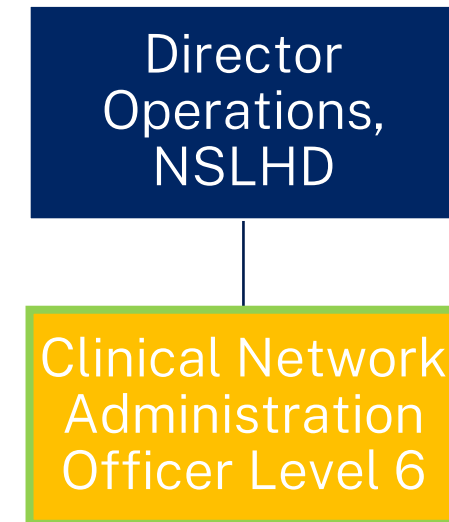 Director
Operations,
NSLHD
Clinical Network
Administration
Officer Level 6